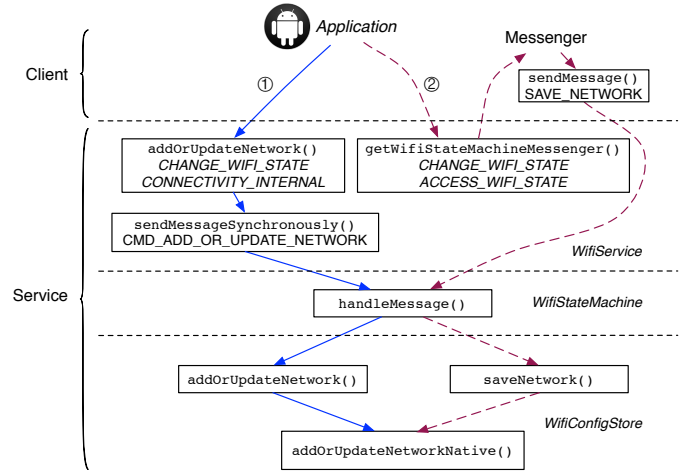 Application
Messenger
Client
①
②
sendMessage()
SAVE_NETWORK
addOrUpdateNetwork()
CHANGE_WIFI_STATE
CONNECTIVITY_INTERNAL
getWifiStateMachineMessenger()
CHANGE_WIFI_STATE
ACCESS_WIFI_STATE
sendMessageSynchronously()
CMD_ADD_OR_UPDATE_NETWORK
WifiService
Service
handleMessage()
WifiStateMachine
addOrUpdateNetwork()
saveNetwork()
WifiConfigStore
addOrUpdateNetworkNative()